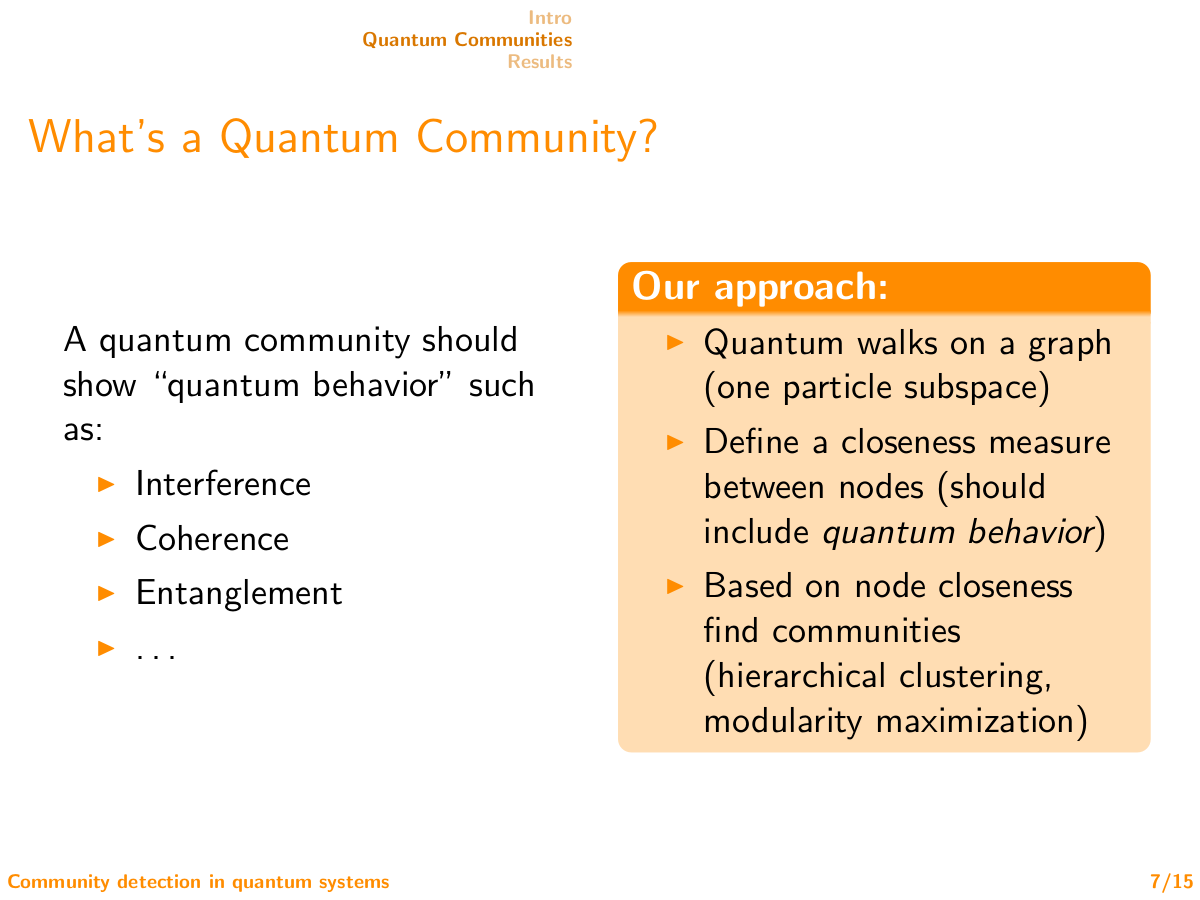 Intro
Quantum Communities
Results
What's a Quantum Community?
A quantum community should
show “quantum behavior” such
as:
Interference
Coherence
Entanglement
...
Our approach:
Quantum walks on a graph
(one particle subspace)
Define a closeness measure
between nodes (should
include quantum behavior)
Based on node closeness
find communities
(hierarchical clustering,
modularity maximization)
Community detection in quantum systems
7/15